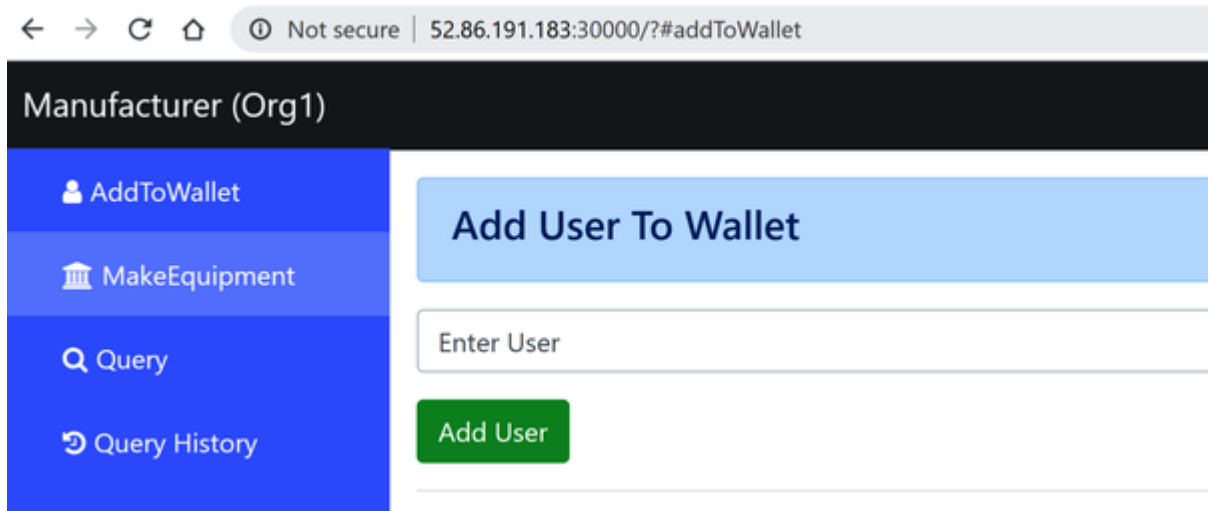 Not secure | 52.86.191.183:30000/?#addToWallet
Manufacturer (Org1)
AddToWallet
MakeEquipment
Query
Query History
Add User To Wallet
Enter User
Add User